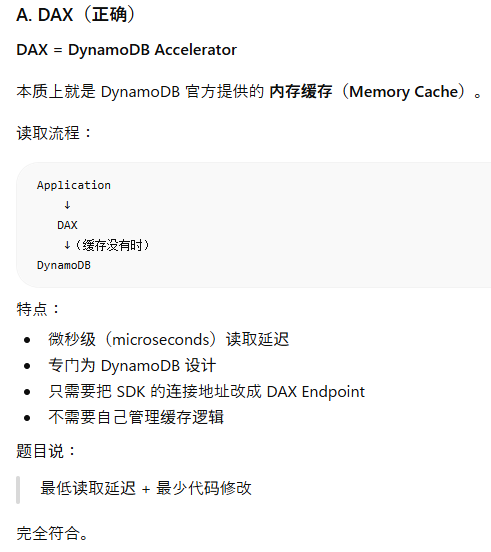 A. DAX（正确）
DAX = DynamoDB Accelerator
本质上就是 DynamoDB 官方提供的 内存缓存（Memory Cache）。
读取流程：
Application
↓
DAX
↓（缓存没有时）
DynamoDB
特点：
• 微秒级（microseconds）读取延迟
• 专门为 DynamoDB 设计
• 只需要把 SDK 的连接地址改成 DAX Endpoint
• 不需要自己管理缓存逻辑
题目说：
最低读取延迟 + 最少代码修改
完全符合。